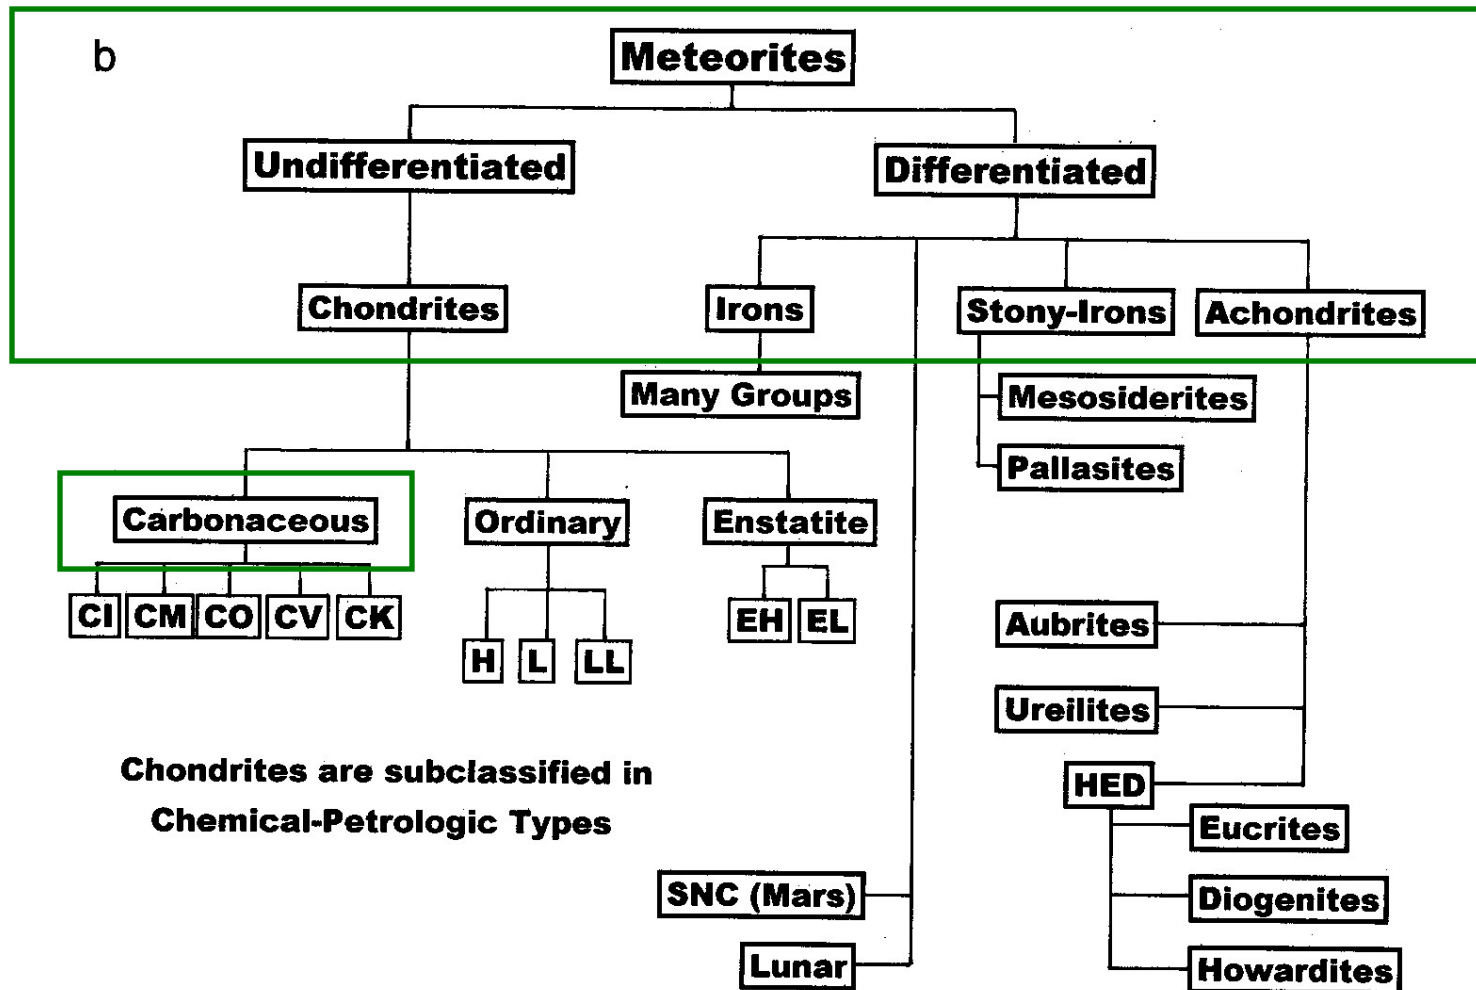 b
Meteorites
Undifferentiated
Differentiated
Chondrites
Irons
Stony-Irons
Achondrites
Many Groups
Mesosiderites
Pallasites
Carbonaceous
Ordinary
Enstatite
CI
CM
CO
CV
CK
H
L
LL
EH
EL
Aubrites
Ureilites
HED
Eucrites
Diogenites
Howardites
Chondrites are subclassified in
Chemical-Petrologic Types
SNC (Mars)
Lunar